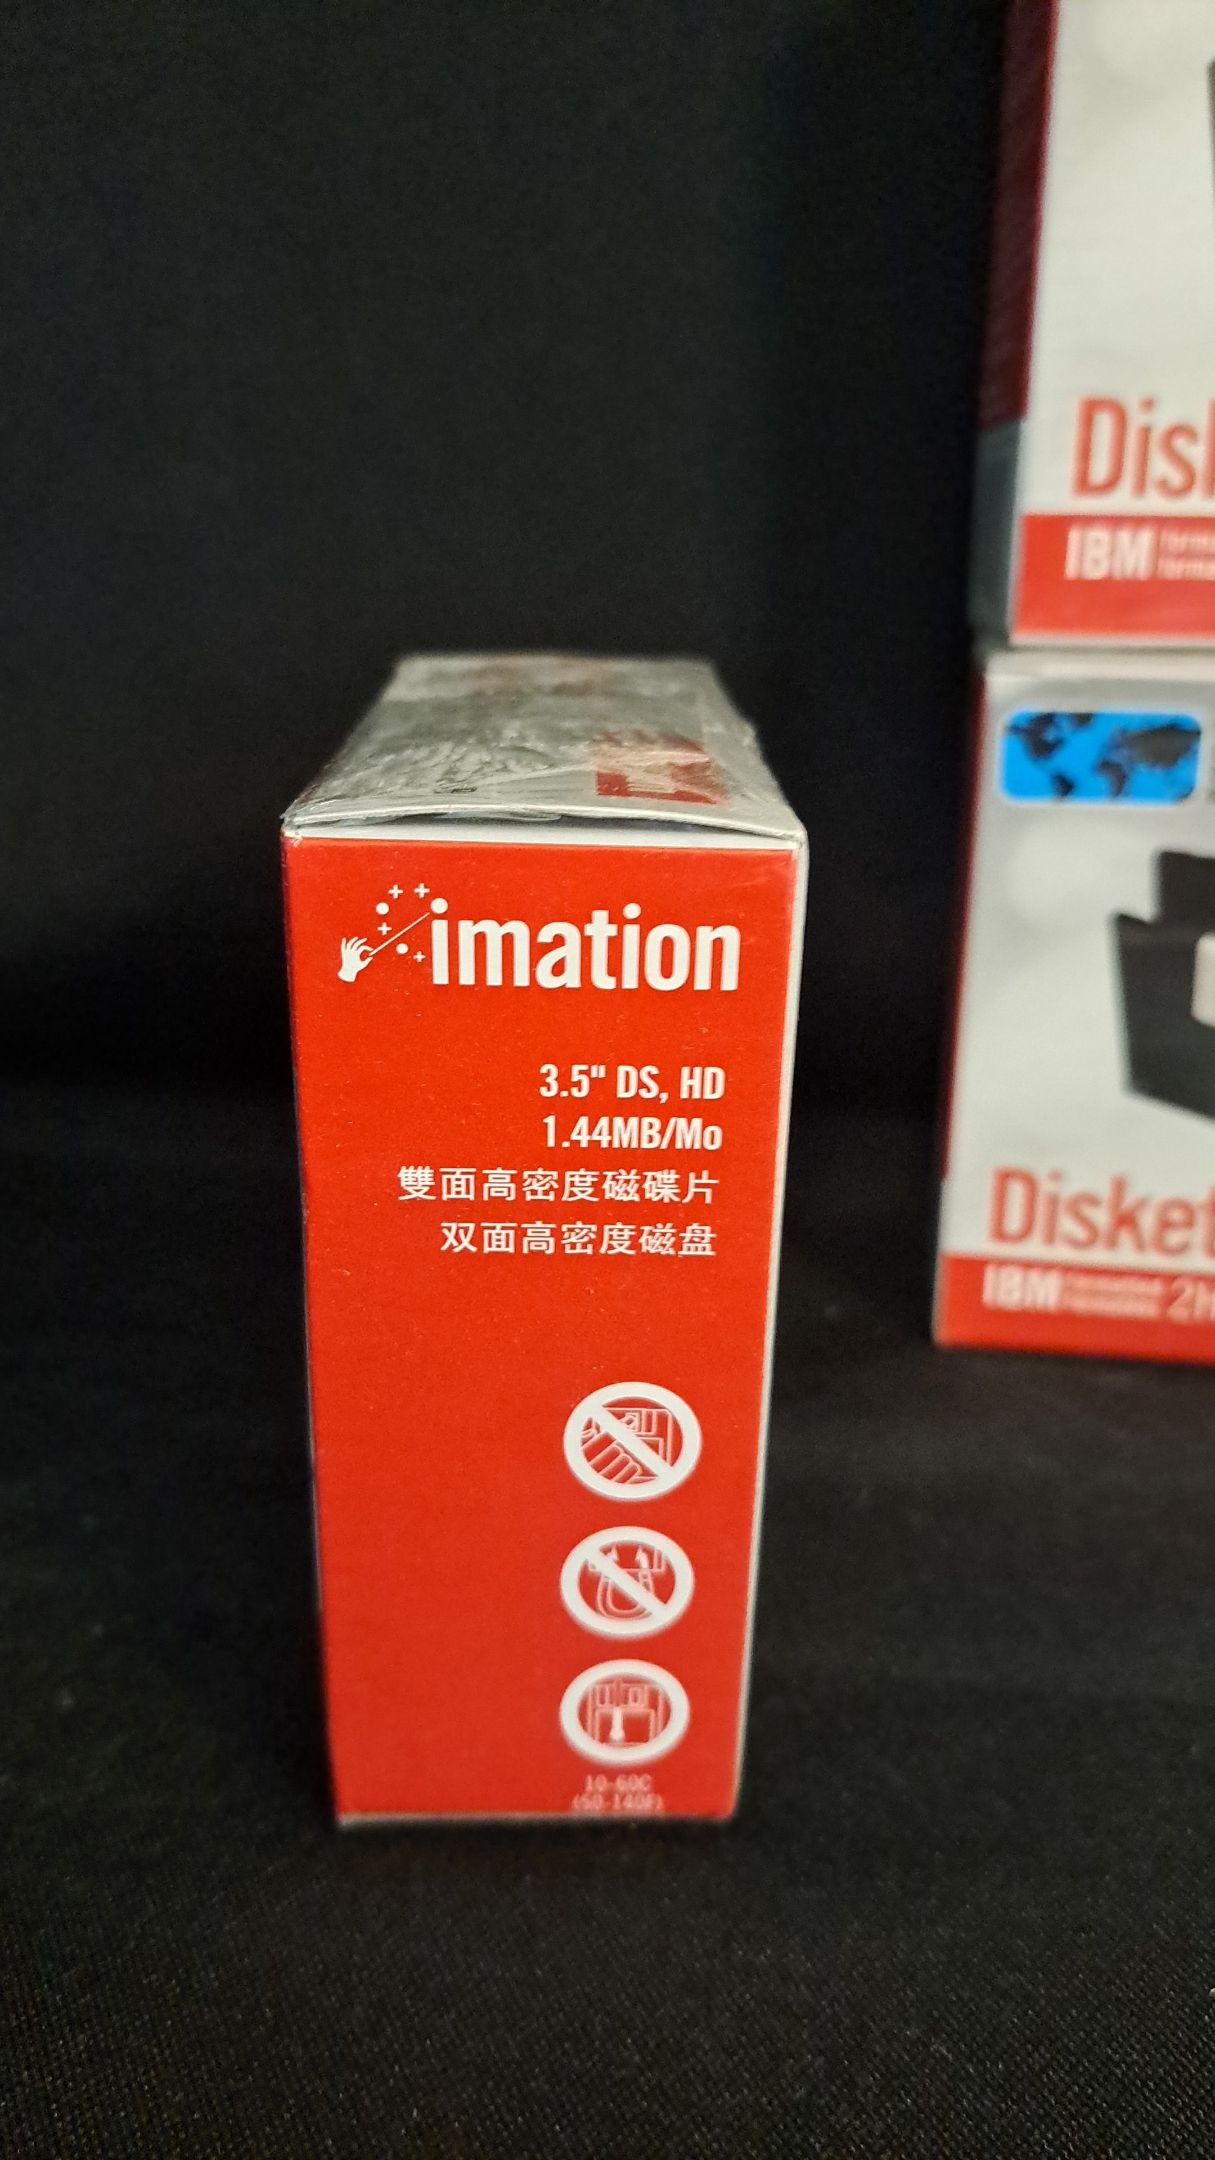 imation
3.5" DS, HD
1.44MB/Mo
雙面高密度磁碟片
双面高密度磁盘
10-60C
(50-140F)
Disk
IBM
Disket
IBM 2H